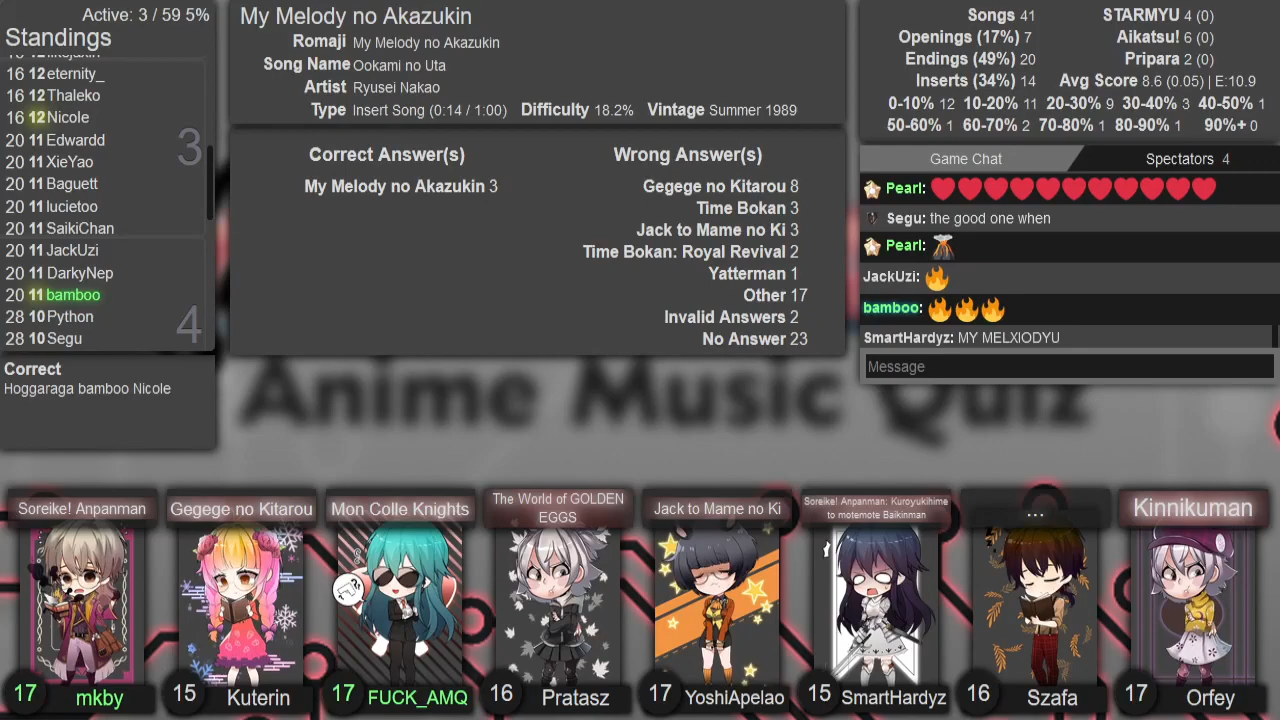 Active: 3 / 59 5%
Standings
16 12 eternity_
16 12 Thaleko
16 12 Nicole
20 11 Edwardd
3
20 11 XieYao
20 11 Baguett
20 11 lucietoo
20 11 SaikiChan
20 11 JackUzi
20 11 DarkyNep
20 11 bamboo
28 10 Python
4
28 10 Segu
Correct
Hoggaraga bamboo Nicole
My Melody no Akazukin
Romaji My Melody no Akazukin
Song Name Ookami no Uta
Artist Ryusei Nakao
Type Insert Song (0:14 / 1:00) Difficulty 18.2% Vintage Summer 1989
Correct Answer(s)
My Melody no Akazukin 3
Wrong Answer(s)
Gegege no Kitarou 8
Time Bokan 3
Jack to Mame no Ki 3
Time Bokan: Royal Revival 2
Yatterman 1
Other 17
Invalid Answers 2
No Answer 23
Songs 41 STARMYU 4 (0)
Openings (17%) 7 Aikatsu! 6 (0)
Endings (49%) 20 Pripara 2 (0)
Inserts (34%) 14 Avg Score 8.6 (0.05) | E:10.9
0-10% 12 10-20% 11 20-30% 9 30-40% 3 40-50% 1
50-60% 1 60-70% 2 70-80% 1 80-90% 1 90%+ 0
Game Chat Spectators 4
Pearl: ❤❤❤❤❤❤❤❤❤❤❤
Segu: the good one when
Pearl: 🌋
JackUzi: 🔥
bamboo: 🔥🔥🔥
SmartHardyz: MY MELXIODYU
Message
Anime Music Quiz
Soreike! Anpanman
Gegege no Kitarou
Mon Colle Knights
The World of GOLDEN
EGGS
Jack to Mame no Ki
Soreike! Anpanman: Kuroyukihime
to motemote Baikinman
...
Kinnikuman
17 mkby
15 Kuterin
17 FUCK_AMQ
16 Pratasz
17 YoshiApelao
15 SmartHardyz
16 Szafa
17 Orfey